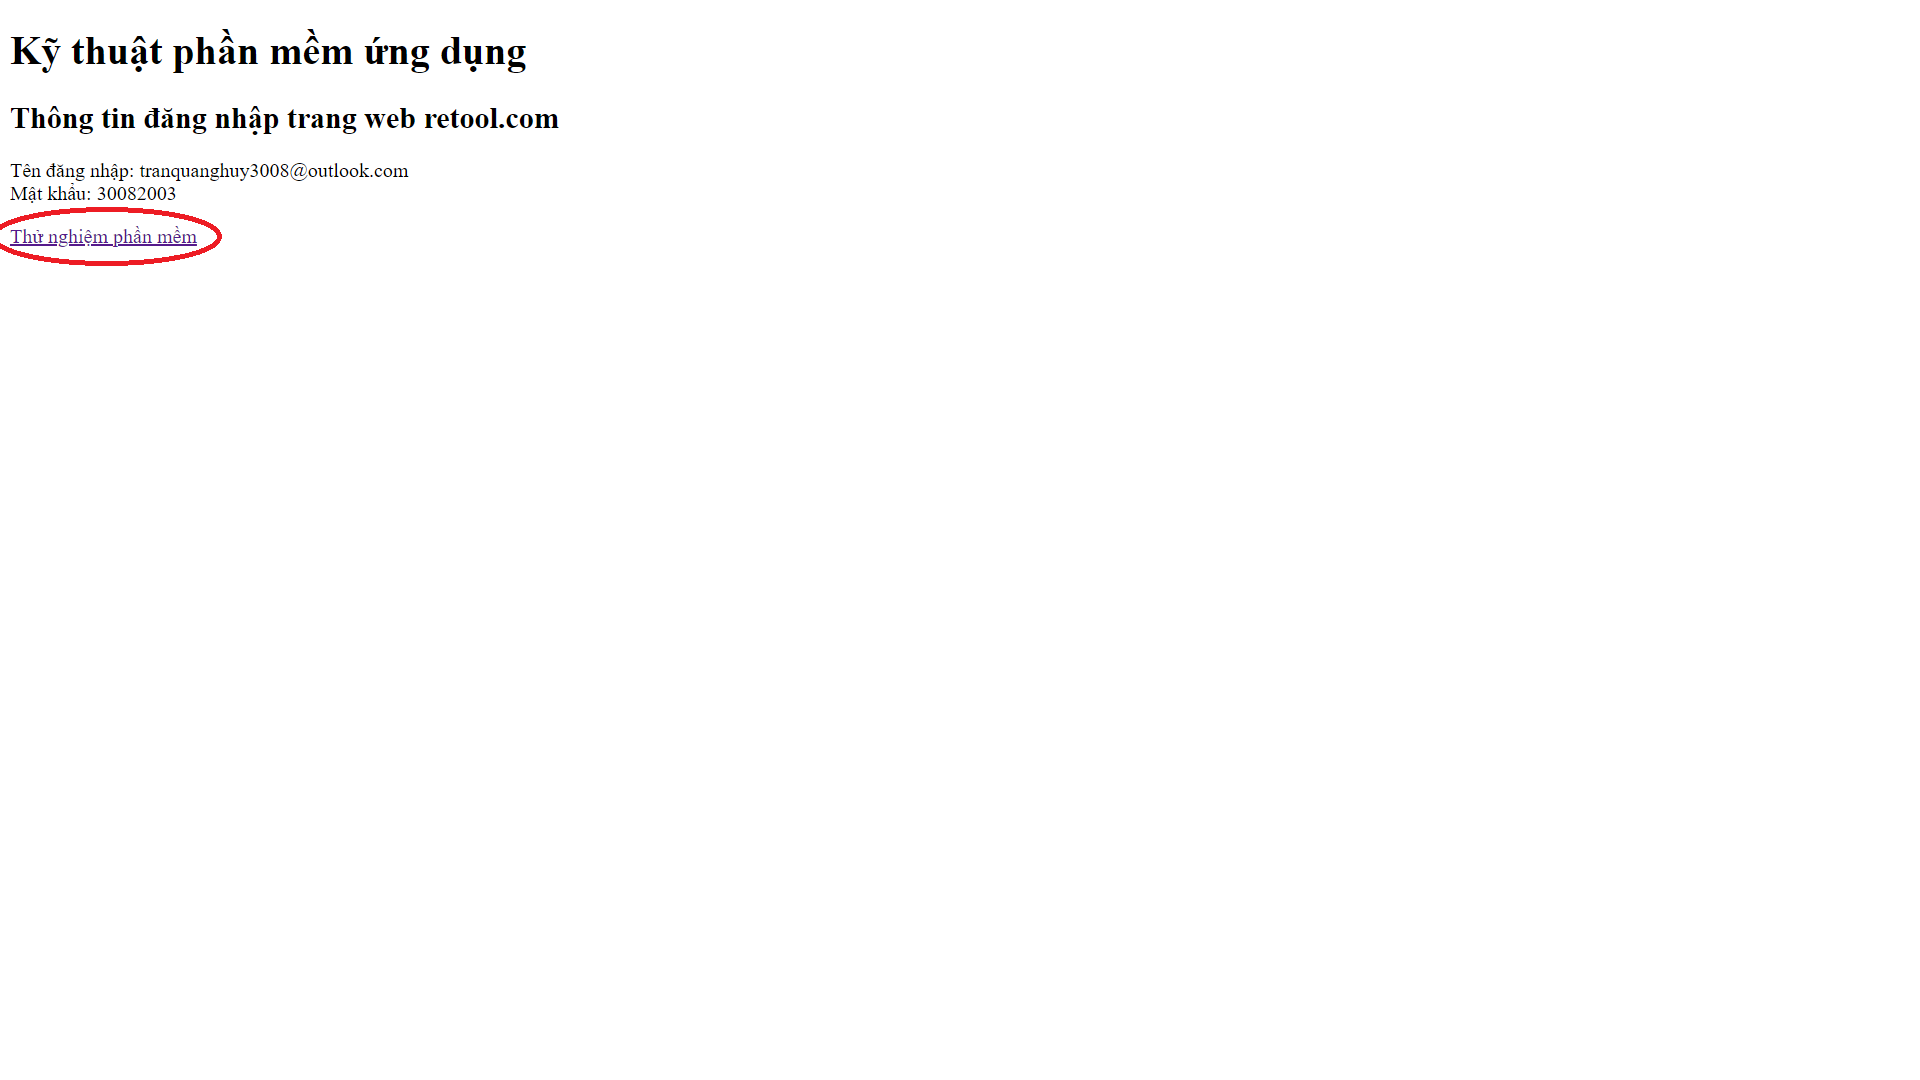 Kỹ thuật phần mềm ứng dụng
Thông tin đăng nhập trang web retool.com
Tên đăng nhập: tranquanghuy3008@outlook.com
Mật khẩu: 30082003
Thử nghiệm phần mềm